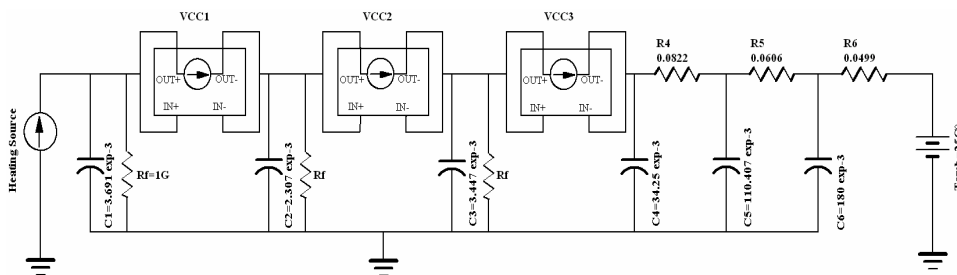 VCC1
VCC2
VCC3
R4
0.0822
R5
0.0606
R6
0.0499
OUT+
OUT-
IN+
IN-
OUT+
OUT-
IN+
IN-
OUT+
OUT-
IN+
IN-
Heating Source
C1=3.691 exp-3
Rf=1G
C2=2.307 exp-3
Rf
C3=3.447 exp-3
Rf
C4=34.25 exp-3
C5=110.407 exp-3
C6=180 exp-3